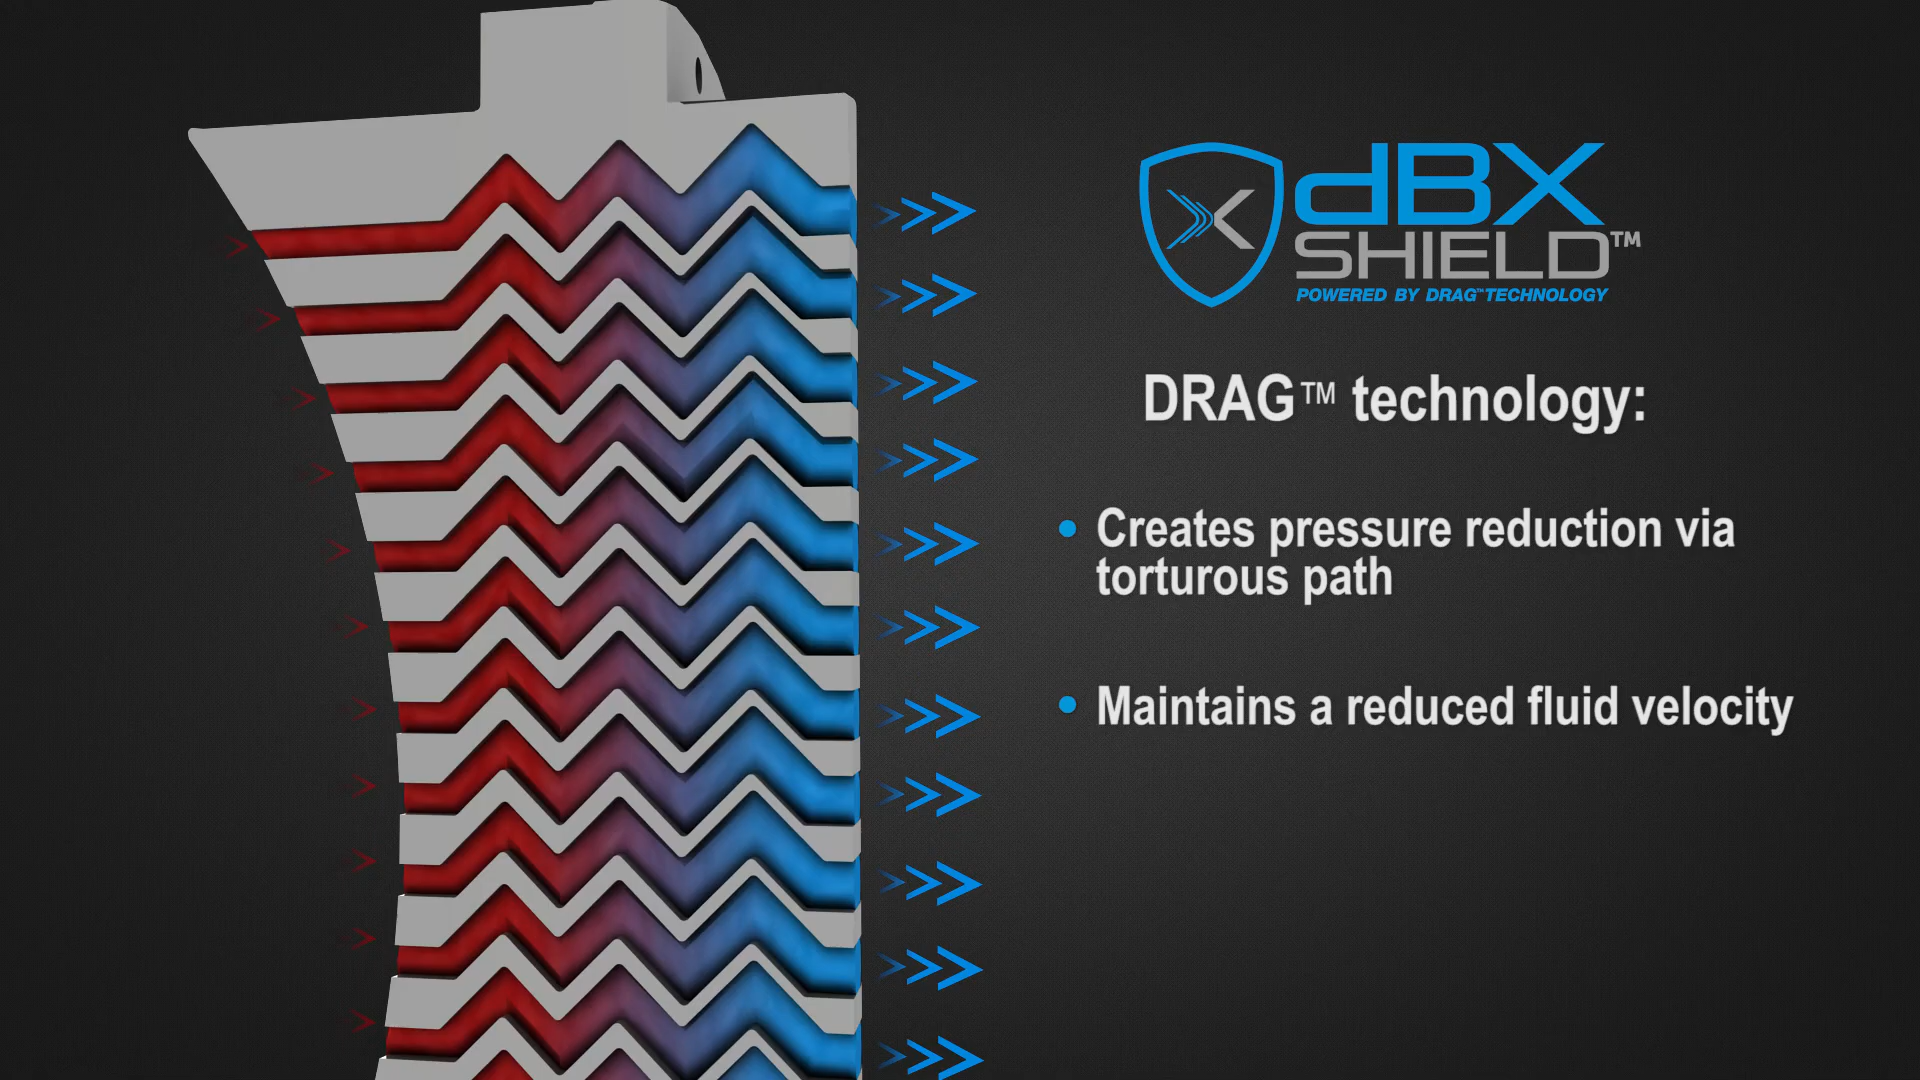 dBX
SHIELD™
POWERED BY DRAG™ TECHNOLOGY
DRAG™ technology:
• Creates pressure reduction via
torturous path
• Maintains a reduced fluid velocity